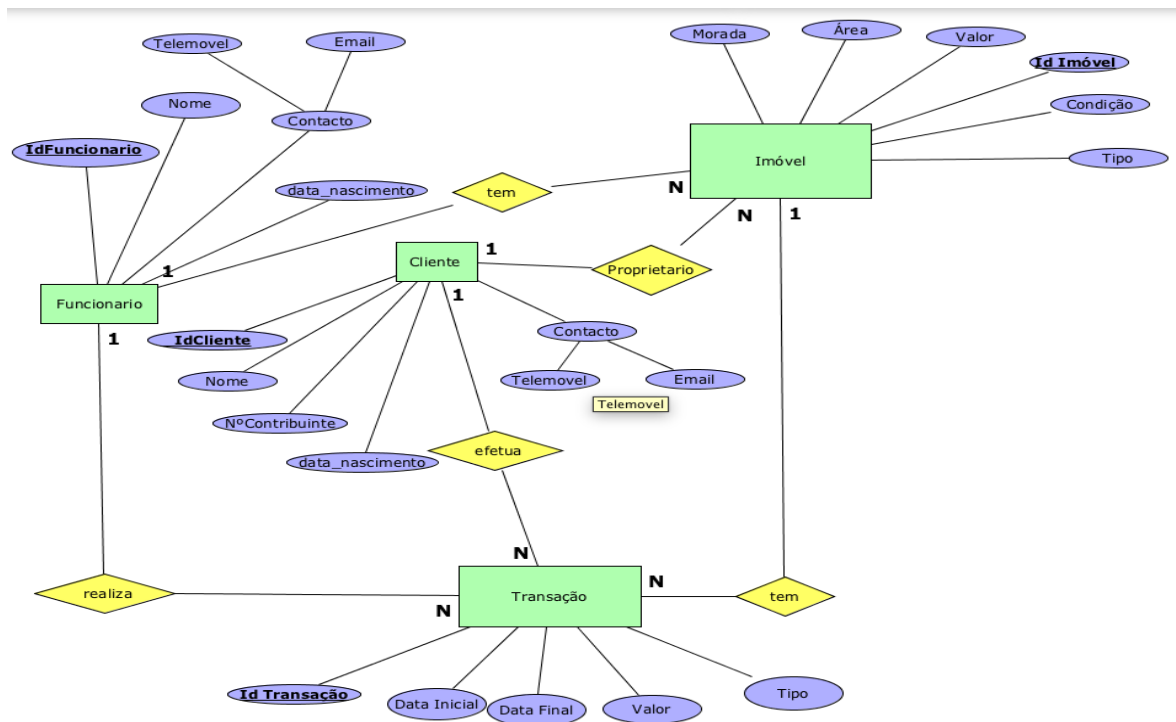 Telemovel
Email
Morada
Área
Valor
Id Imóvel
Nome
Contacto
Condição
IdFuncionario
Imóvel
Tipo
tem
N
data_nascimento
N
1
1
Cliente
Proprietario
1
1
Funcionario
1
IdCliente
Contacto
Nome
Telemovel
Email
Telemovel
NºContribuinte
efetua
data_nascimento
N
N
realiza
Transação
tem
N
Id Transação
Data Inicial
Data Final
Valor
Tipo